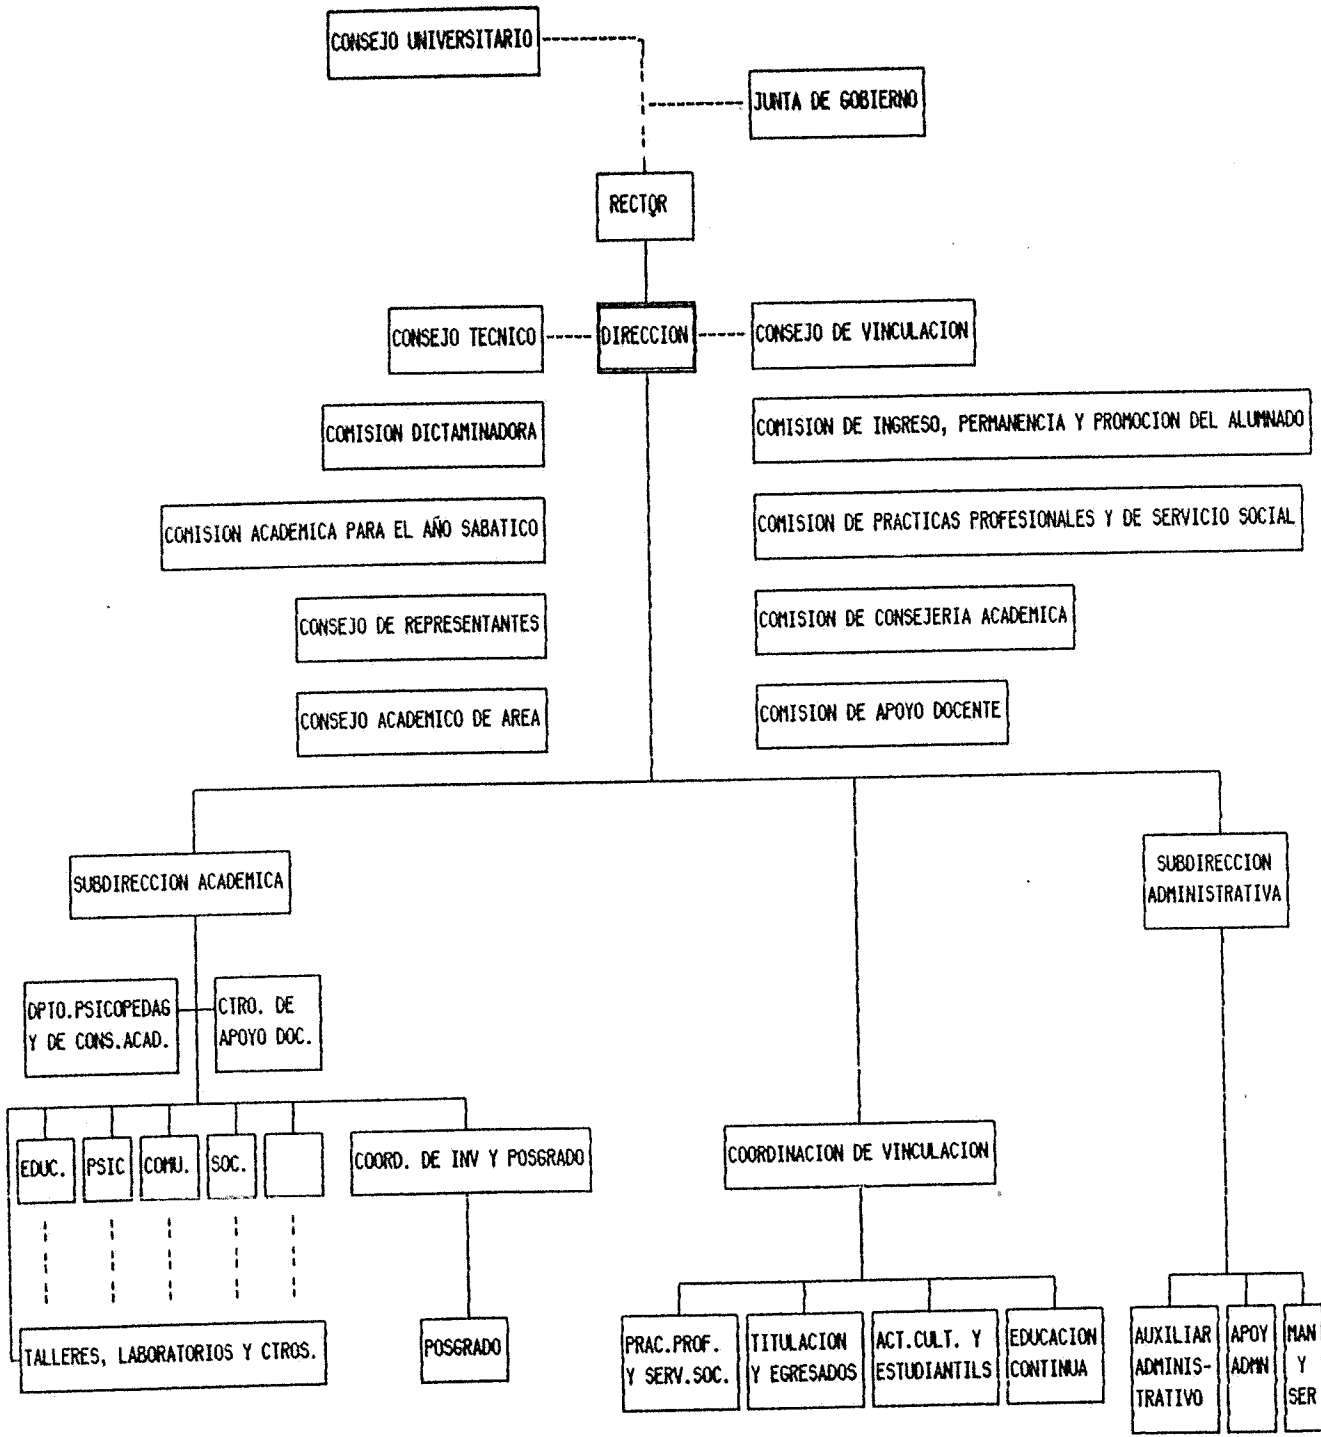 CONSEJO UNIVERSITARIO
JUNTA DE GOBIERNO
RECTOR
CONSEJO TECNICO
DIRECCION
CONSEJO DE VINCULACION
COMISION DICTAMINADORA
COMISION DE INGRESO, PERMANENCIA Y PROMOCION DEL ALUMNADO
COMISION ACADEMICA PARA EL AÑO SABATICO
COMISION DE PRACTICAS PROFESIONALES Y DE SERVICIO SOCIAL
CONSEJO DE REPRESENTANTES
COMISION DE CONSEJERIA ACADEMICA
CONSEJO ACADEMICO DE AREA
COMISION DE APOYO DOCENTE
SUBDIRECCION ACADEMICA
SUBDIRECCION
ADMINISTRATIVA
DPTO.PSICOPEDAG
Y DE CONS.ACAD.
CTRO. DE
APOYO DOC.
EDUC.
PSIC
COMU.
SOC.
COORD. DE INV Y POSGRADO
COORDINACION DE VINCULACION
TALLERES, LABORATORIOS Y CTROS.
POSGRADO
PRAC.PROF.
Y SERV.SOC.
TITULACION
Y EGRESADOS
ACT.CULT. Y
ESTUDIANTILS
EDUCACION
CONTINUA
AUXILIAR
ADMINIS-
TRATIVO
APOY
ADMN
MAN
Y
SER